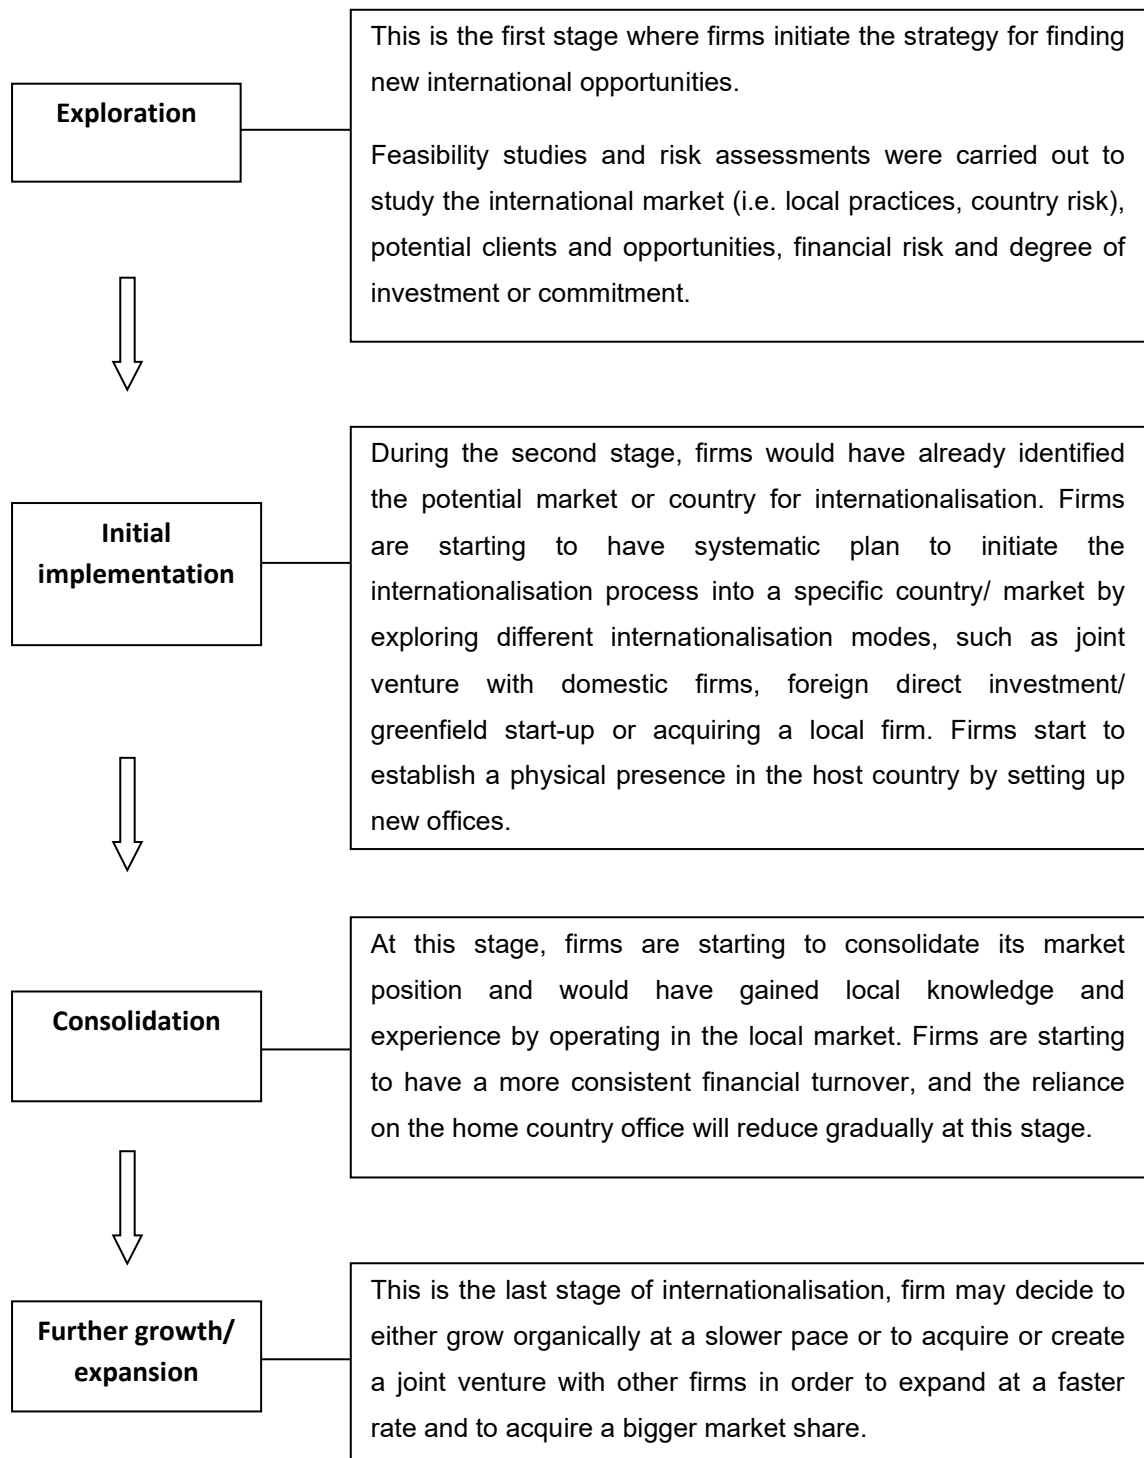 Exploration
This is the first stage where firms initiate the strategy for finding
new international opportunities.
Feasibility studies and risk assessments were carried out to
study the international market (i.e. local practices, country risk),
potential clients and opportunities, financial risk and degree of
investment or commitment.
Initial
implementation
During the second stage, firms would have already identified
the potential market or country for internationalisation. Firms
are starting to have systematic plan to initiate the
internationalisation process into a specific country/ market by
exploring different internationalisation modes, such as joint
venture with domestic firms, foreign direct investment/
greenfield start-up or acquiring a local firm. Firms start to
establish a physical presence in the host country by setting up
new offices.
Consolidation
At this stage, firms are starting to consolidate its market
position and would have gained local knowledge and
experience by operating in the local market. Firms are starting
to have a more consistent financial turnover, and the reliance
on the home country office will reduce gradually at this stage.
Further growth/
expansion
This is the last stage of internationalisation, firm may decide to
either grow organically at a slower pace or to acquire or create
a joint venture with other firms in order to expand at a faster
rate and to acquire a bigger market share.